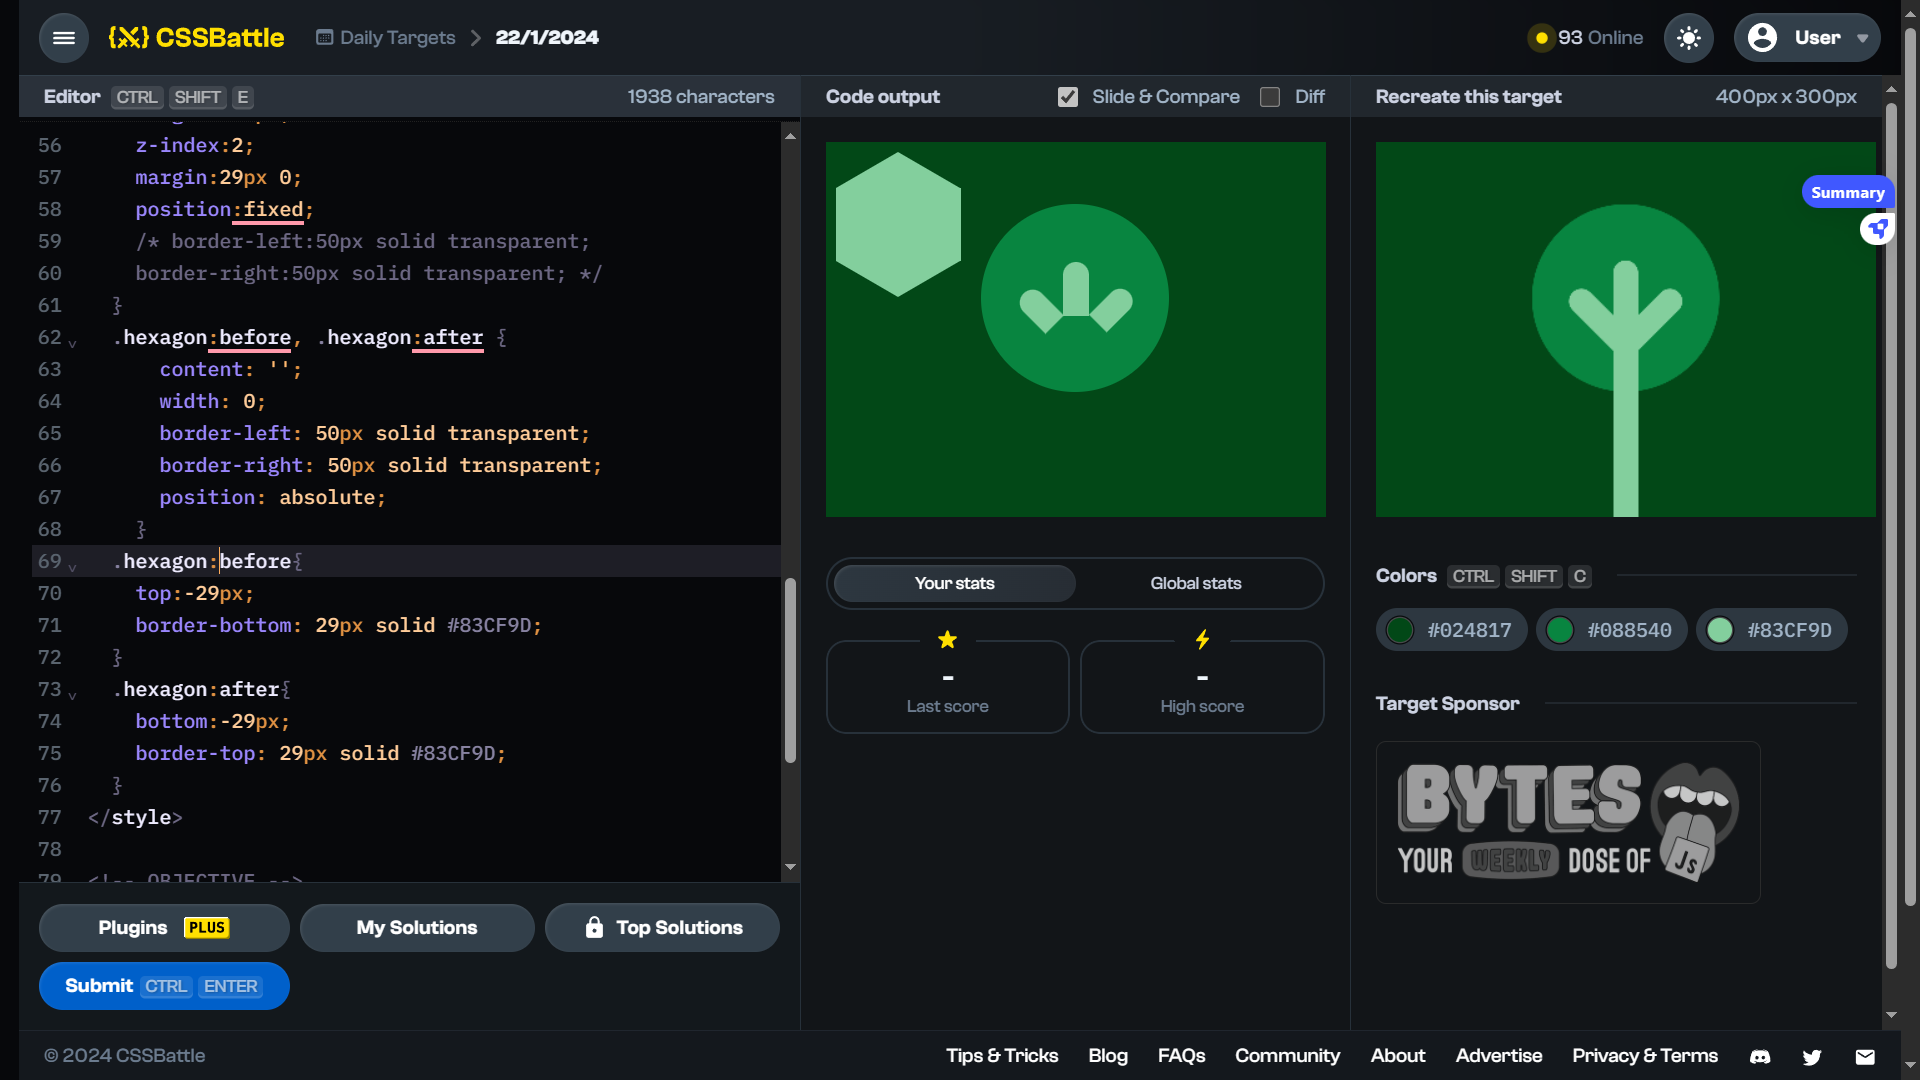 {X} CSSBattle
Daily Targets
22/1/2024
93 Online
User
Editor CTRL SHIFT E
1938 characters
56 z-index:2;
57 margin:29px 0;
58 position:fixed;
59 /* border-left:50px solid transparent;
60 border-right:50px solid transparent; */
61 }
62 .hexagon:before, .hexagon:after {
63 content: '';
64 width: 0;
65 border-left: 50px solid transparent;
66 border-right: 50px solid transparent;
67 position: absolute;
68 }
69 .hexagon:before{
70 top:-29px;
71 border-bottom: 29px solid #83CF9D;
72 }
73 .hexagon:after{
74 bottom:-29px;
75 border-top: 29px solid #83CF9D;
76 }
77 </style>
78
79 <!-- OBJECTIVE -->
Plugins PLUS
My Solutions
Top Solutions
Submit CTRL ENTER
Code output
Slide & Compare
Diff
Your stats
Global stats
-
Last score
-
High score
Recreate this target
400px x 300px
Summary
Colors CTRL SHIFT C
#024817
#088540
#83CF9D
Target Sponsor
BYTES
YOUR WEEKLY DOSE OF JS
© 2024 CSSBattle
Tips & Tricks
Blog
FAQs
Community
About
Advertise
Privacy & Terms